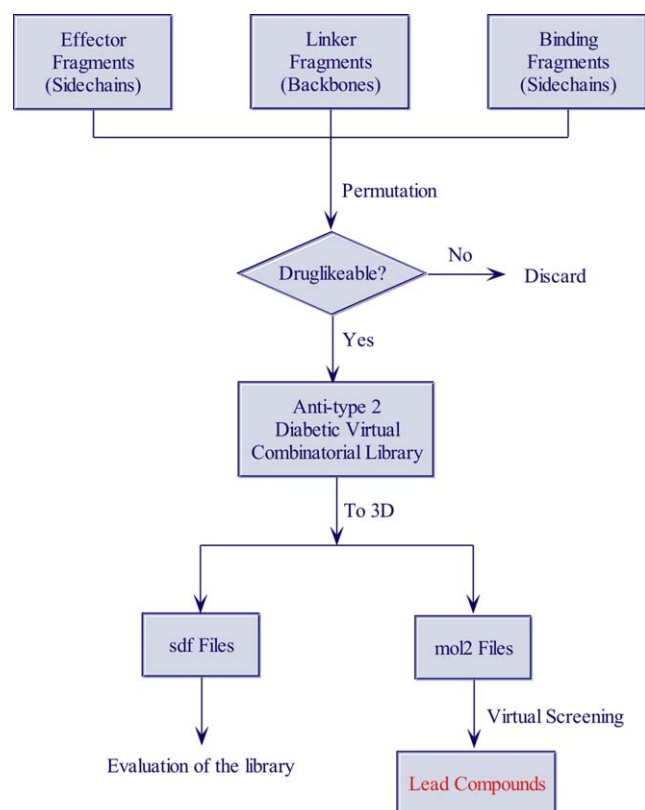 Effector
Fragments
(Sidechains)
Linker
Fragments
(Backbones)
Binding
Fragments
(Sidechains)
Permutation
Druglikeable?
No
Discard
Yes
Anti-type 2
Diabetic Virtual
Combinatorial Library
To 3D
sdf Files
mol2 Files
Virtual Screening
Evaluation of the library
Lead Compounds